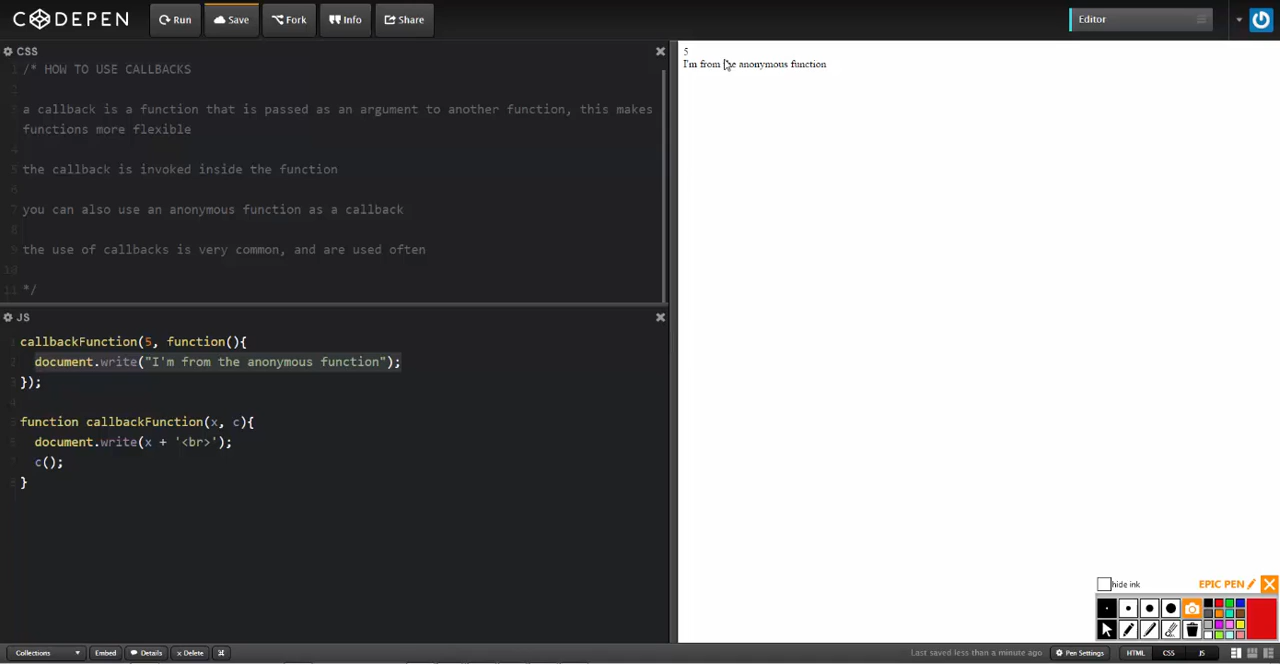 CODEPEN Run Save Fork Info Share Editor
CSS
1 /* HOW TO USE CALLBACKS
a callback is a function that is passed as an argument to another function, this makes
functions more flexible
the callback is invoked inside the function
you can also use an anonymous function as a callback
the use of callbacks is very common, and are used often
11 */
JS
callbackFunction(5, function(){
document.write("I'm from the anonymous function");
});
function callbackFunction(x, c){
document.write(x + '<br>');
c();
}
5
I'm from the anonymous function
hide ink EPIC PEN
Collections Embed Details x Delete ⌘ Last saved less than a minute ago Pen Settings HTML CSS JS